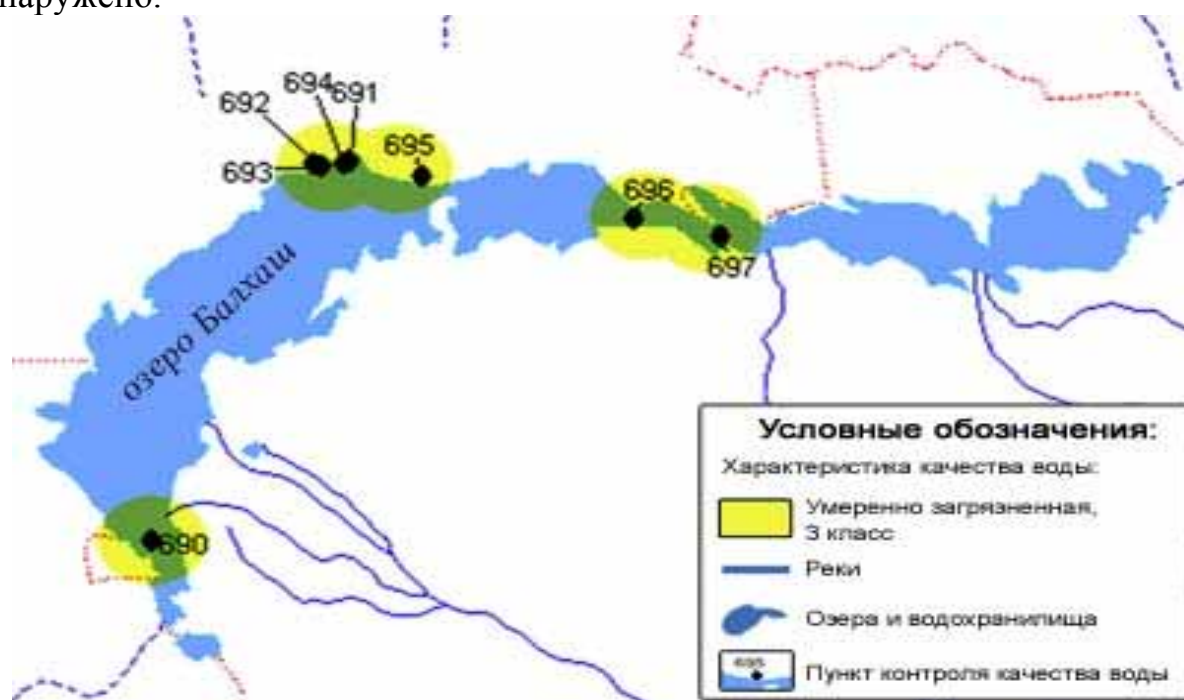 наружено.
694 691
692
695
693
696
697
озеро Балхаш
690
Условные обозначения:
Характеристика качества воды:
Умеренно загрязненная,
3 класс
Реки
Озера и водохранилища
Пункт контроля качества воды